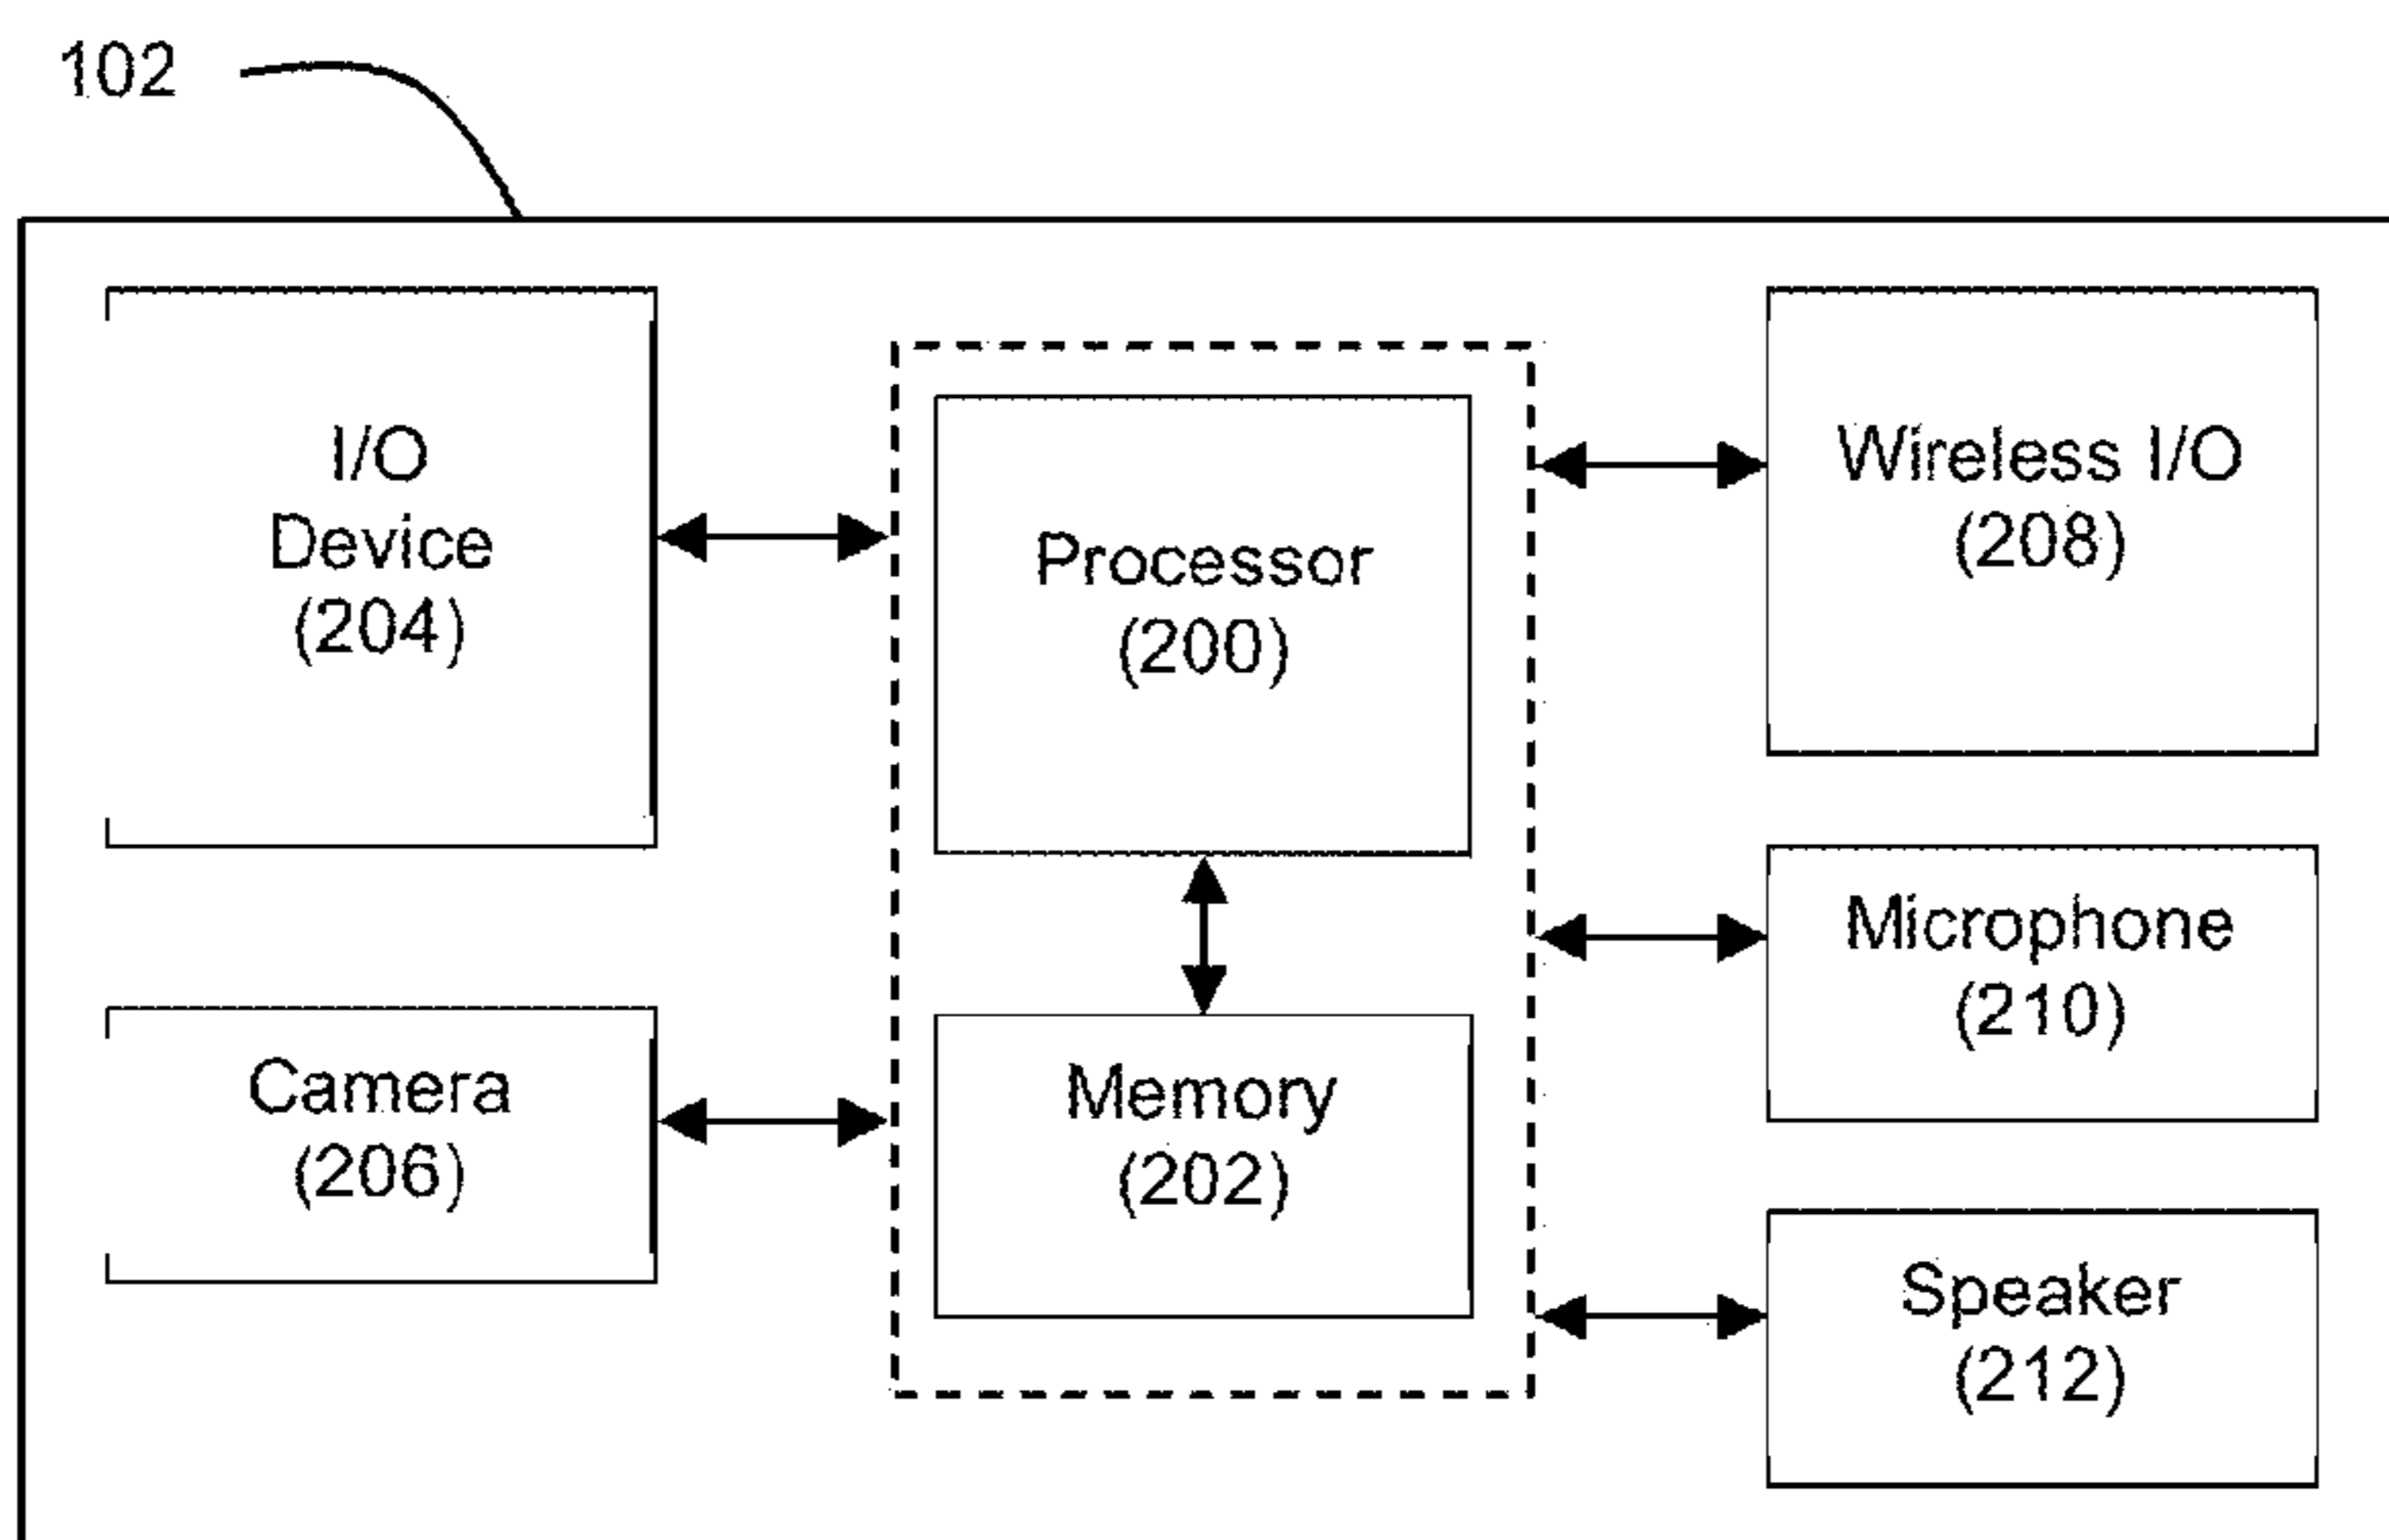 102
I/O
Device
(204)
Camera
(206)
Processor
(200)
Memory
(202)
Wireless I/O
(208)
Microphone
(210)
Speaker
(212)